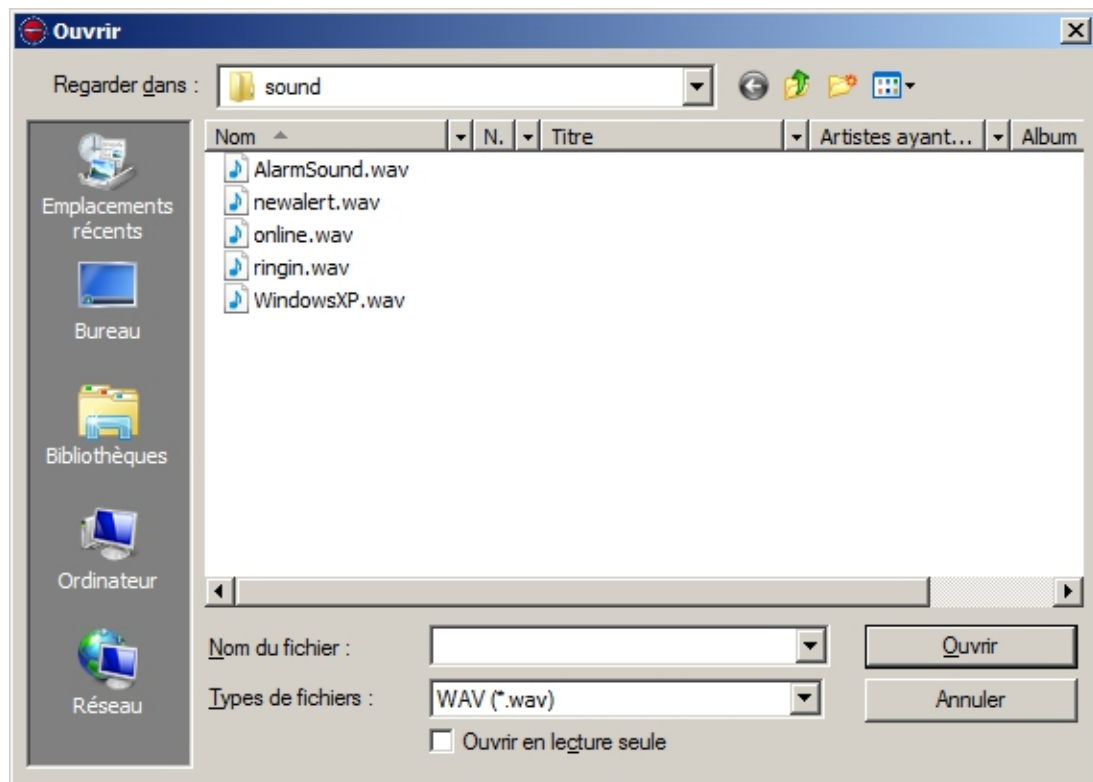 Ouvrir
Regarder dans :
sound
Nom N. Titre Artistes ayant... Album
AlarmSound.wav
newalert.wav
online.wav
ringin.wav
WindowsXP.wav
Emplacements
récents
Bureau
Bibliothèques
Ordinateur
Réseau
Nom du fichier :
Ouvrir
Types de fichiers :
WAV (*.wav)
Annuler
Ouvrir en lecture seule